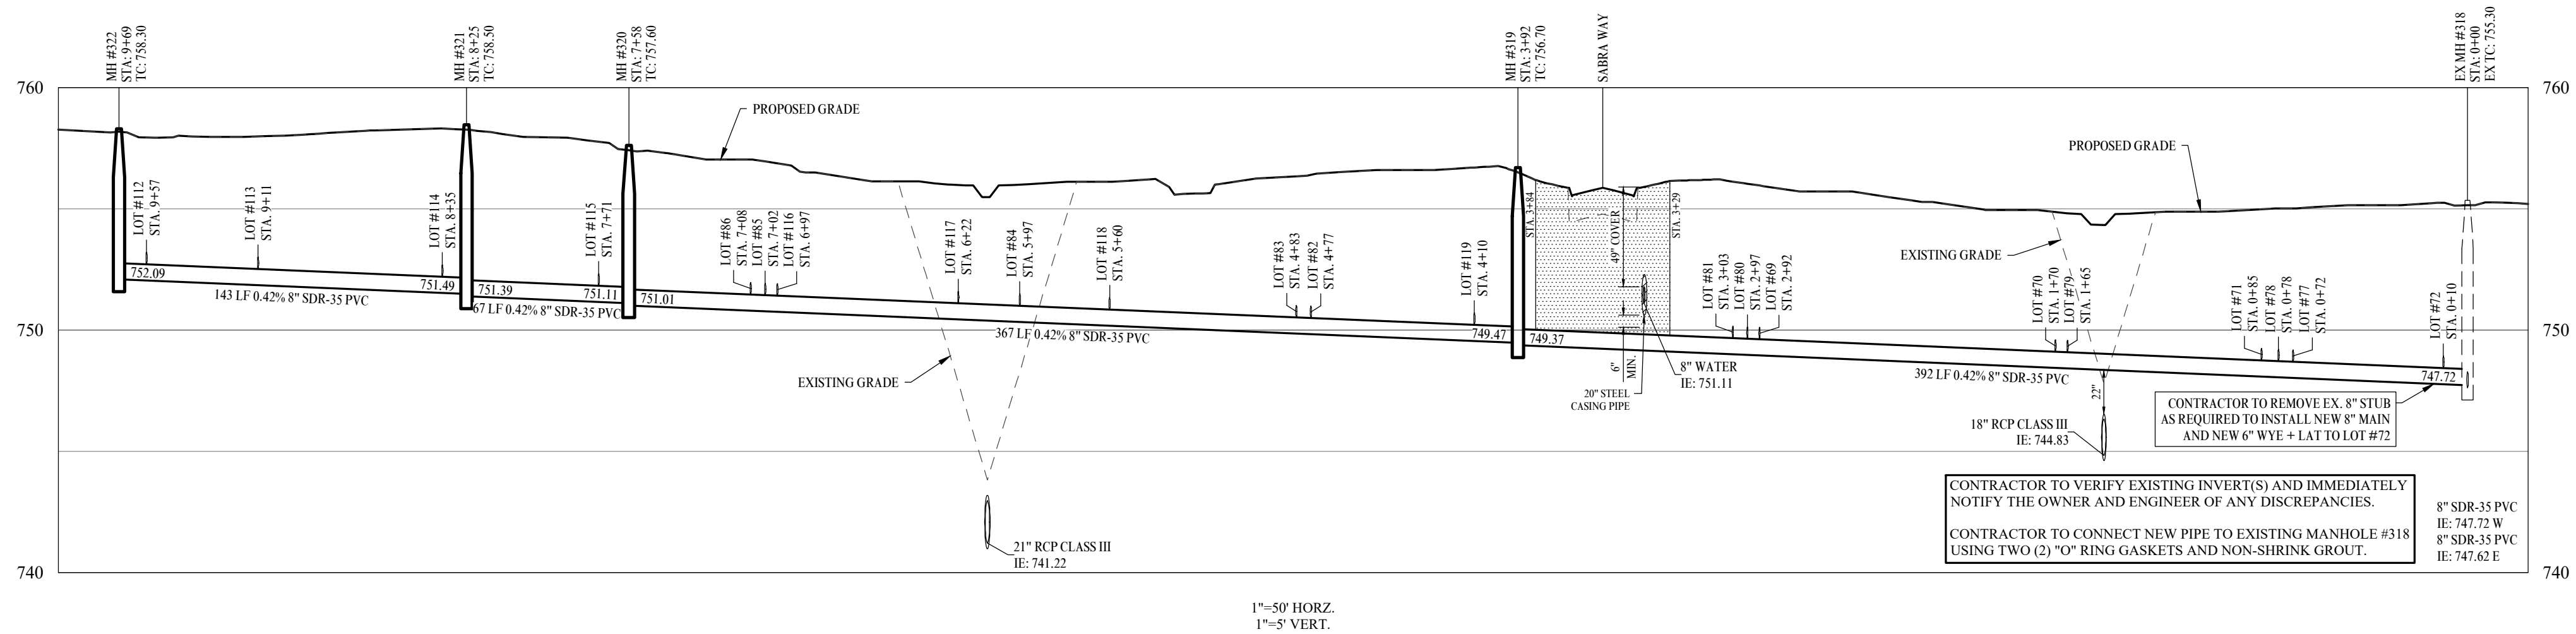 MH #322
STA: 9+69
TC: 758.30
MH #321
STA: 8+25
TC: 758.50
MH #320
STA: 7+58
TC: 757.60
MH #319
STA: 3+92
TC: 756.70
SABRA WAY
EX MH #318
STA: 0+00
EX TC: 755.30
760
760
PROPOSED GRADE
PROPOSED GRADE
LOT #112
STA. 9+57
LOT #113
STA. 9+11
LOT #114
STA. 8+35
LOT #115
STA. 7+71
LOT #86
STA. 7+08
LOT #85
STA. 7+02
LOT #116
STA. 6+97
LOT #117
STA. 6+22
LOT #84
STA. 5+97
LOT #118
STA. 5+60
LOT #83
STA. 4+83
LOT #82
STA. 4+77
LOT #119
STA. 4+10
STA. 3+84
49" COVER
STA. 3+29
LOT #81
STA. 3+03
LOT #80
STA. 2+97
LOT #69
STA. 2+92
EXISTING GRADE
LOT #70
STA. 1+70
LOT #79
STA. 1+65
LOT #71
STA. 0+85
LOT #78
STA. 0+78
LOT #77
STA. 0+72
LOT #72
STA. 0+10
752.09
143 LF 0.42% 8" SDR-35 PVC
751.49
751.39
67 LF 0.42% 8" SDR-35 PVC
751.11
751.01
750
367 LF 0.42% 8" SDR-35 PVC
749.47
749.37
750
6"
MIN.
8" WATER
IE: 751.11
20" STEEL
CASING PIPE
392 LF 0.42% 8" SDR-35 PVC
747.72
EXISTING GRADE
22"
18" RCP CLASS III
IE: 744.83
CONTRACTOR TO REMOVE EX. 8" STUB
AS REQUIRED TO INSTALL NEW 8" MAIN
AND NEW 6" WYE + LAT TO LOT #72
CONTRACTOR TO VERIFY EXISTING INVERT(S) AND IMMEDIATELY
NOTIFY THE OWNER AND ENGINEER OF ANY DISCREPANCIES.
CONTRACTOR TO CONNECT NEW PIPE TO EXISTING MANHOLE #318
USING TWO (2) "O" RING GASKETS AND NON-SHRINK GROUT.
8" SDR-35 PVC
IE: 747.72 W
8" SDR-35 PVC
IE: 747.62 E
21" RCP CLASS III
IE: 741.22
740
740
1"=50' HORZ.
1"=5' VERT.